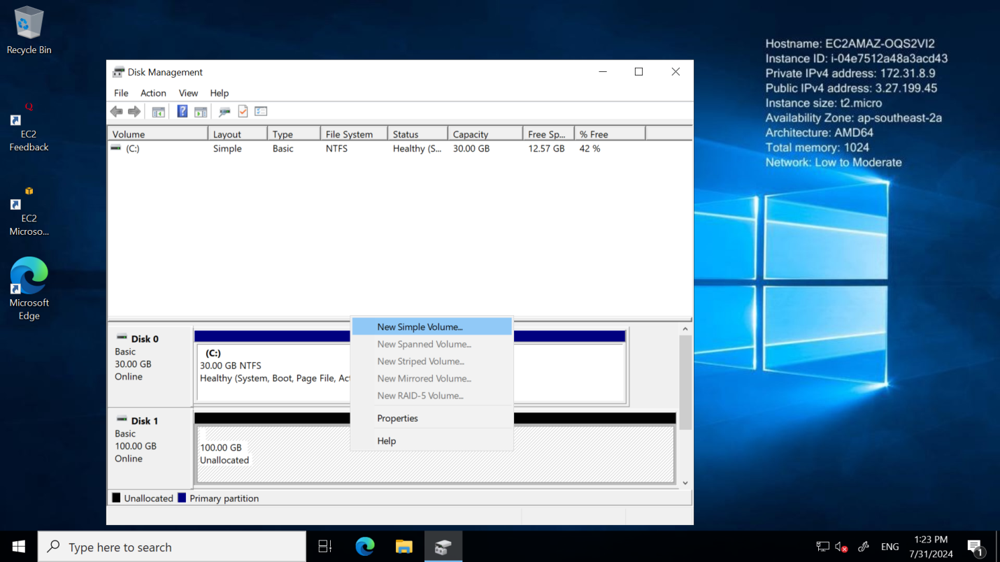 Recycle Bin
EC2
Feedback
EC2
Microso...
Microsoft
Edge
Hostname: EC2AMAZ-OQS2VI2
Instance ID: i-04e7512a48a3acd43
Private IPv4 address: 172.31.8.9
Public IPv4 address: 3.27.199.45
Instance size: t2.micro
Availability Zone: ap-southeast-2a
Architecture: AMD64
Total memory: 1024
Network: Low to Moderate
Disk Management
File Action View Help
Volume Layout Type File System Status Capacity Free Sp... % Free
(C:) Simple Basic NTFS Healthy (S... 30.00 GB 12.57 GB 42 %
Disk 0
Basic
30.00 GB
Online
(C:)
30.00 GB NTFS
Healthy (System, Boot, Page File, Act
New Simple Volume...
New Spanned Volume...
New Striped Volume...
New Mirrored Volume...
New RAID-5 Volume...
Properties
Help
Disk 1
Basic
100.00 GB
Online
100.00 GB
Unallocated
Unallocated Primary partition
Type here to search
ENG
1:23 PM
7/31/2024
1